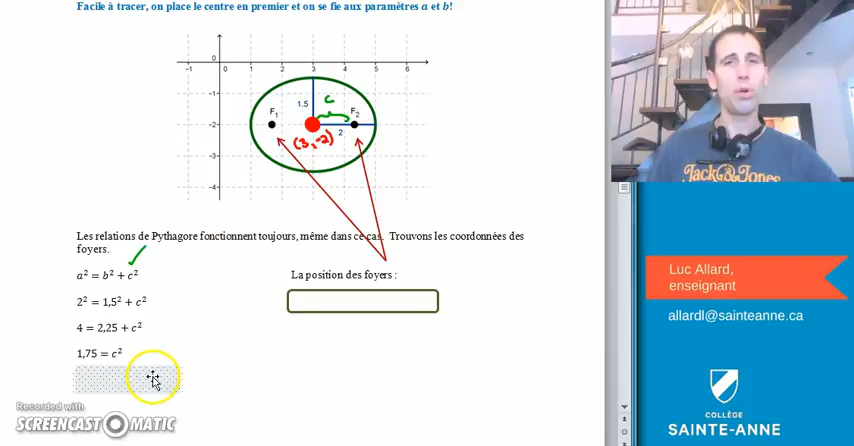 Facile à tracer, on place le centre en premier et on se fie aux paramètres a et b!
0
−1 0 1 2 3 4 5 6
−1
1.5
c
F₁
F₂
−2
2
(3,−2)
−3
−4
Les relations de Pythagore fonctionnent toujours, même dans ce cas. Trouvons les coordonnées des
foyers.
a² = b² + c²
La position des foyers :
2² = 1,5² + c²
4 = 2,25 + c²
1,75 = c²
Recorded with
SCREENCAST-O-MATIC
JACK & JONES
Luc Allard,
enseignant
allardl@sainteanne.ca
COLLÈGE
SAINTE-ANNE